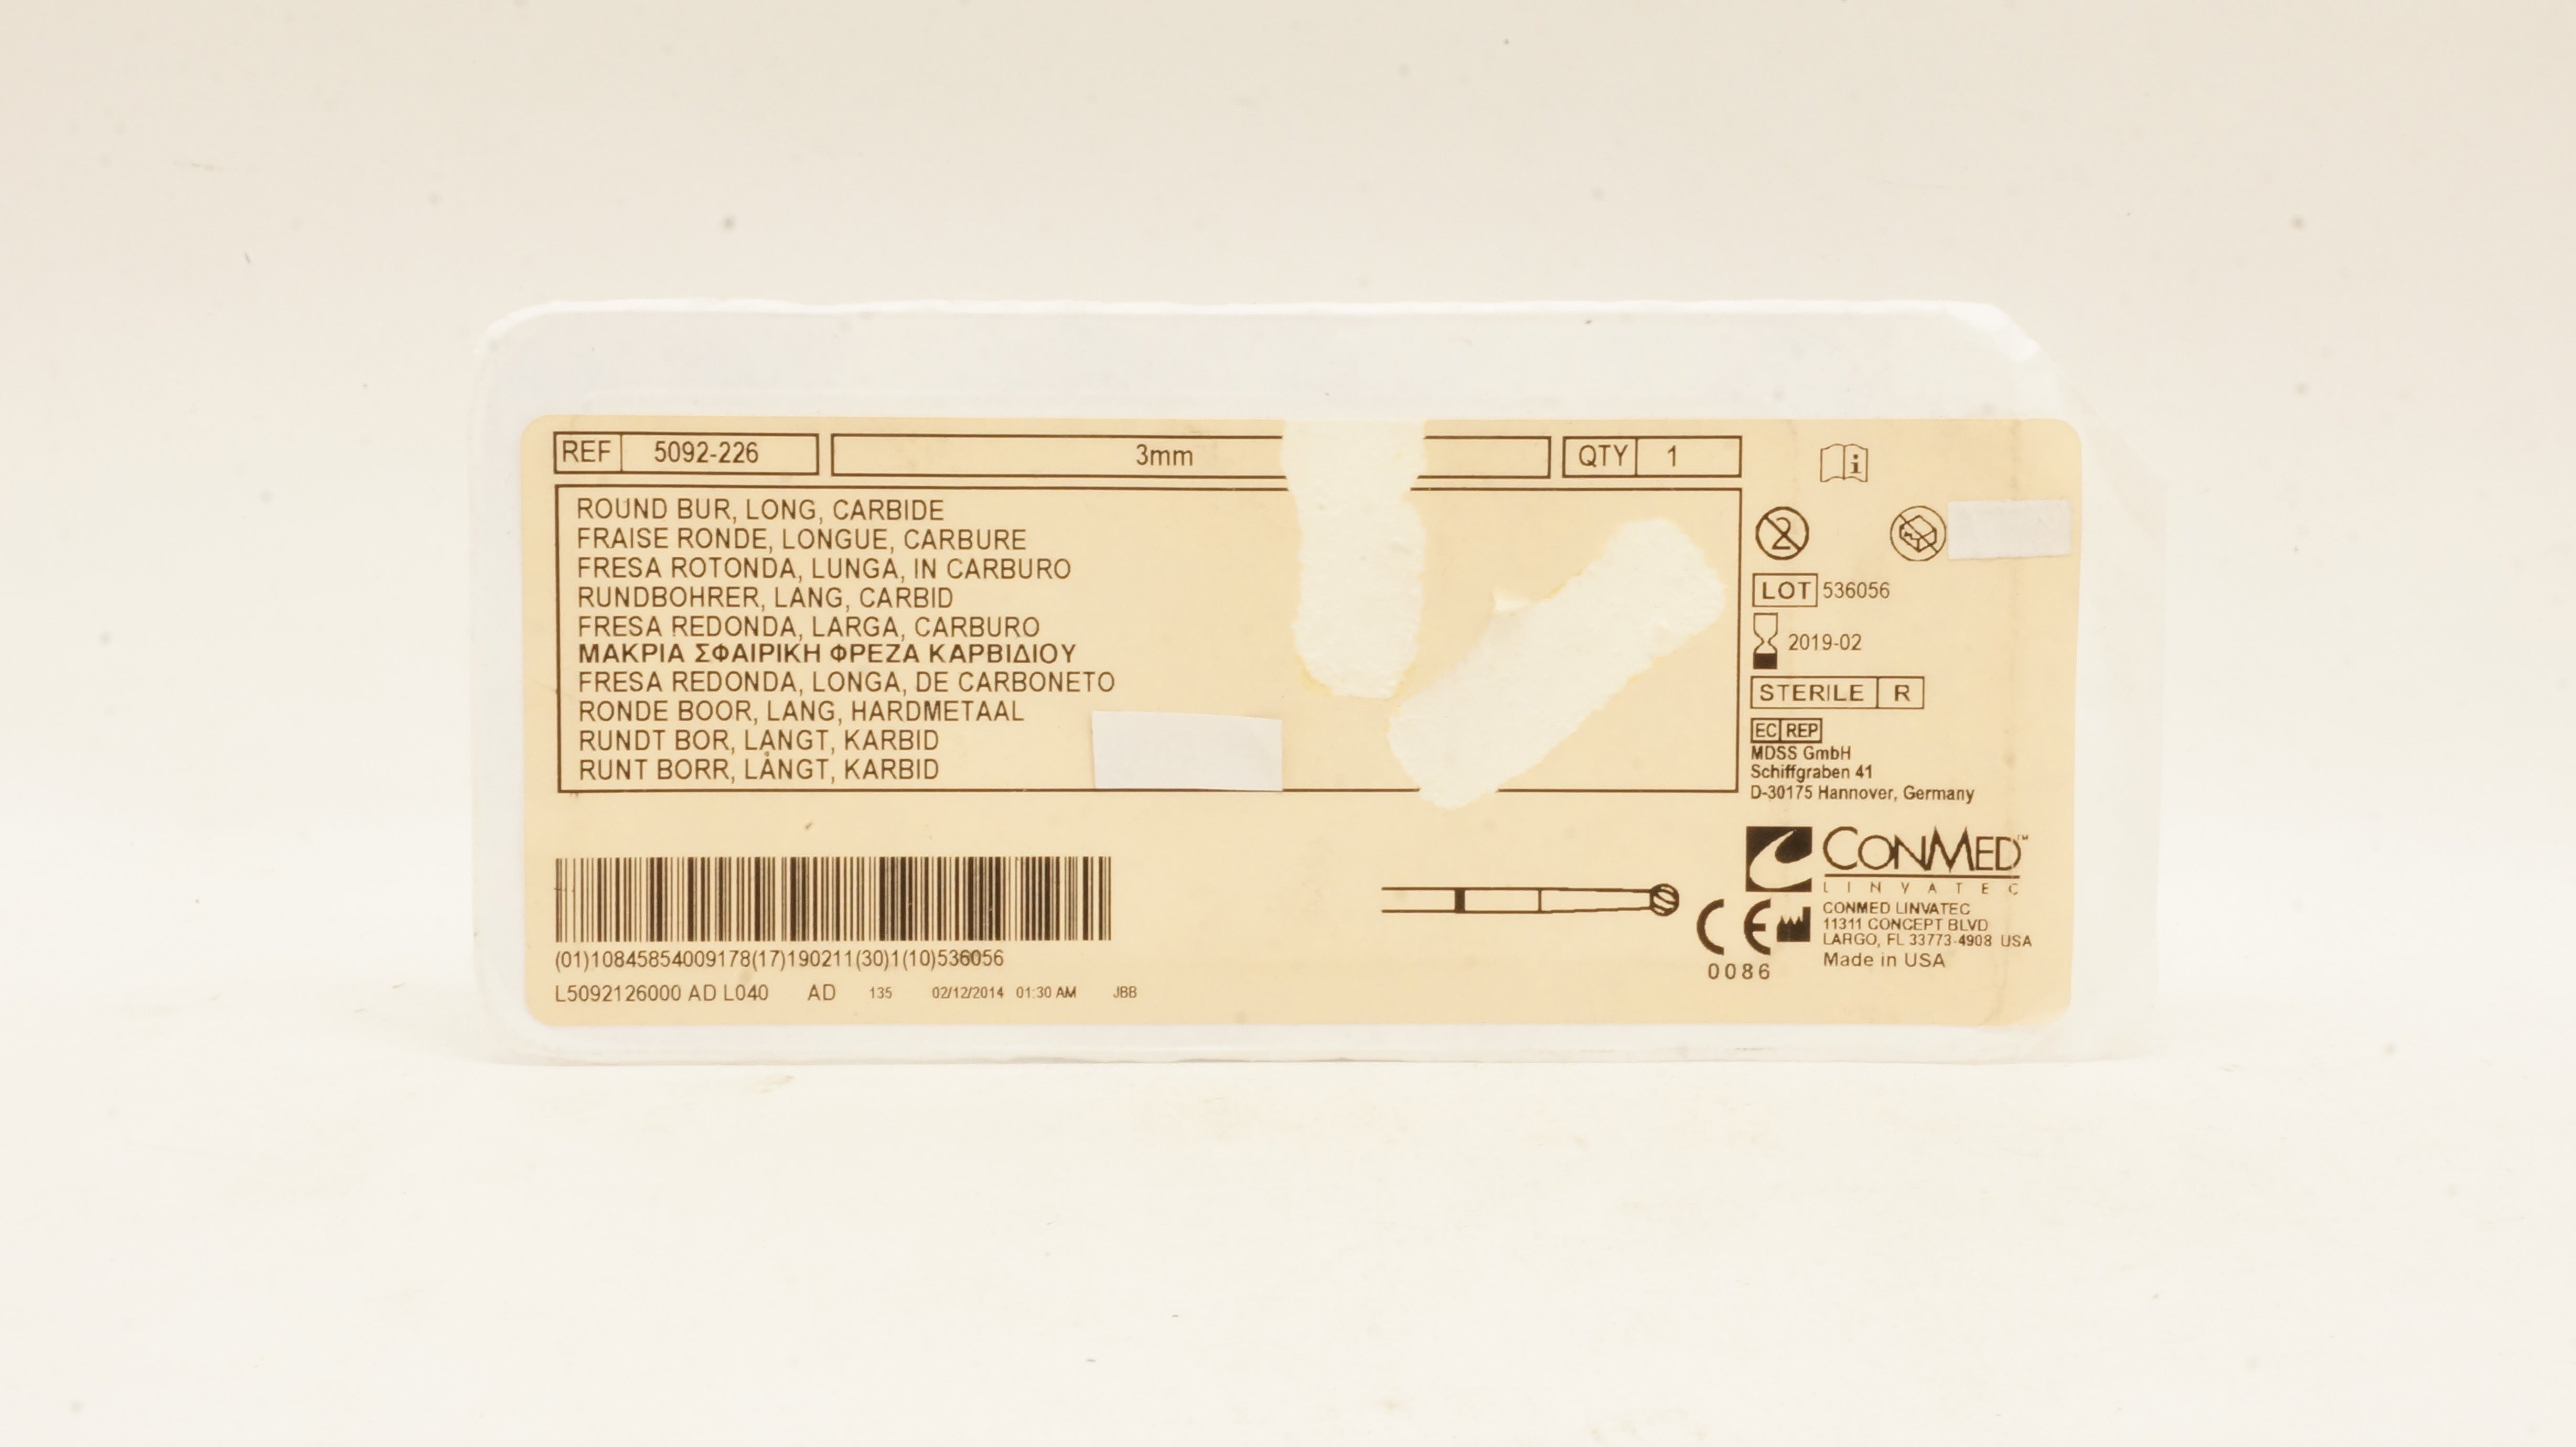 REF 5092-226 3mm QTY 1
ROUND BUR, LONG, CARBIDE
FRAISE RONDE, LONGUE, CARBURE
FRESA ROTONDA, LUNGA, IN CARBURO
RUNDBOHRER, LANG, CARBID
FRESA REDONDA, LARGA, CARBURO
ΜΑΚΡΙΑ ΣΦΑΙΡΙΚΗ ΦΡΕΖΑ ΚΑΡΒΙΔΙΟΥ
FRESA REDONDA, LONGA, DE CARBONETO
RONDE BOOR, LANG, HARDMETAAL
RUNDT BOR, LANGT, KARBID
RUNT BORR, LÅNGT, KARBID
i
2
LOT 536056
2019-02
STERILE R
EC REP
MDSS GmbH
Schiffgraben 41
D-30175 Hannover, Germany
CONMED™
LINVATEC
CONMED LINVATEC
11311 CONCEPT BLVD
LARGO, FL 33773-4908 USA
Made in USA
CE
0086
(01)10845854009178(17)190211(30)1(10)536056
L5092126000 AD L040 AD 135 02/12/2014 01:30 AM JBB